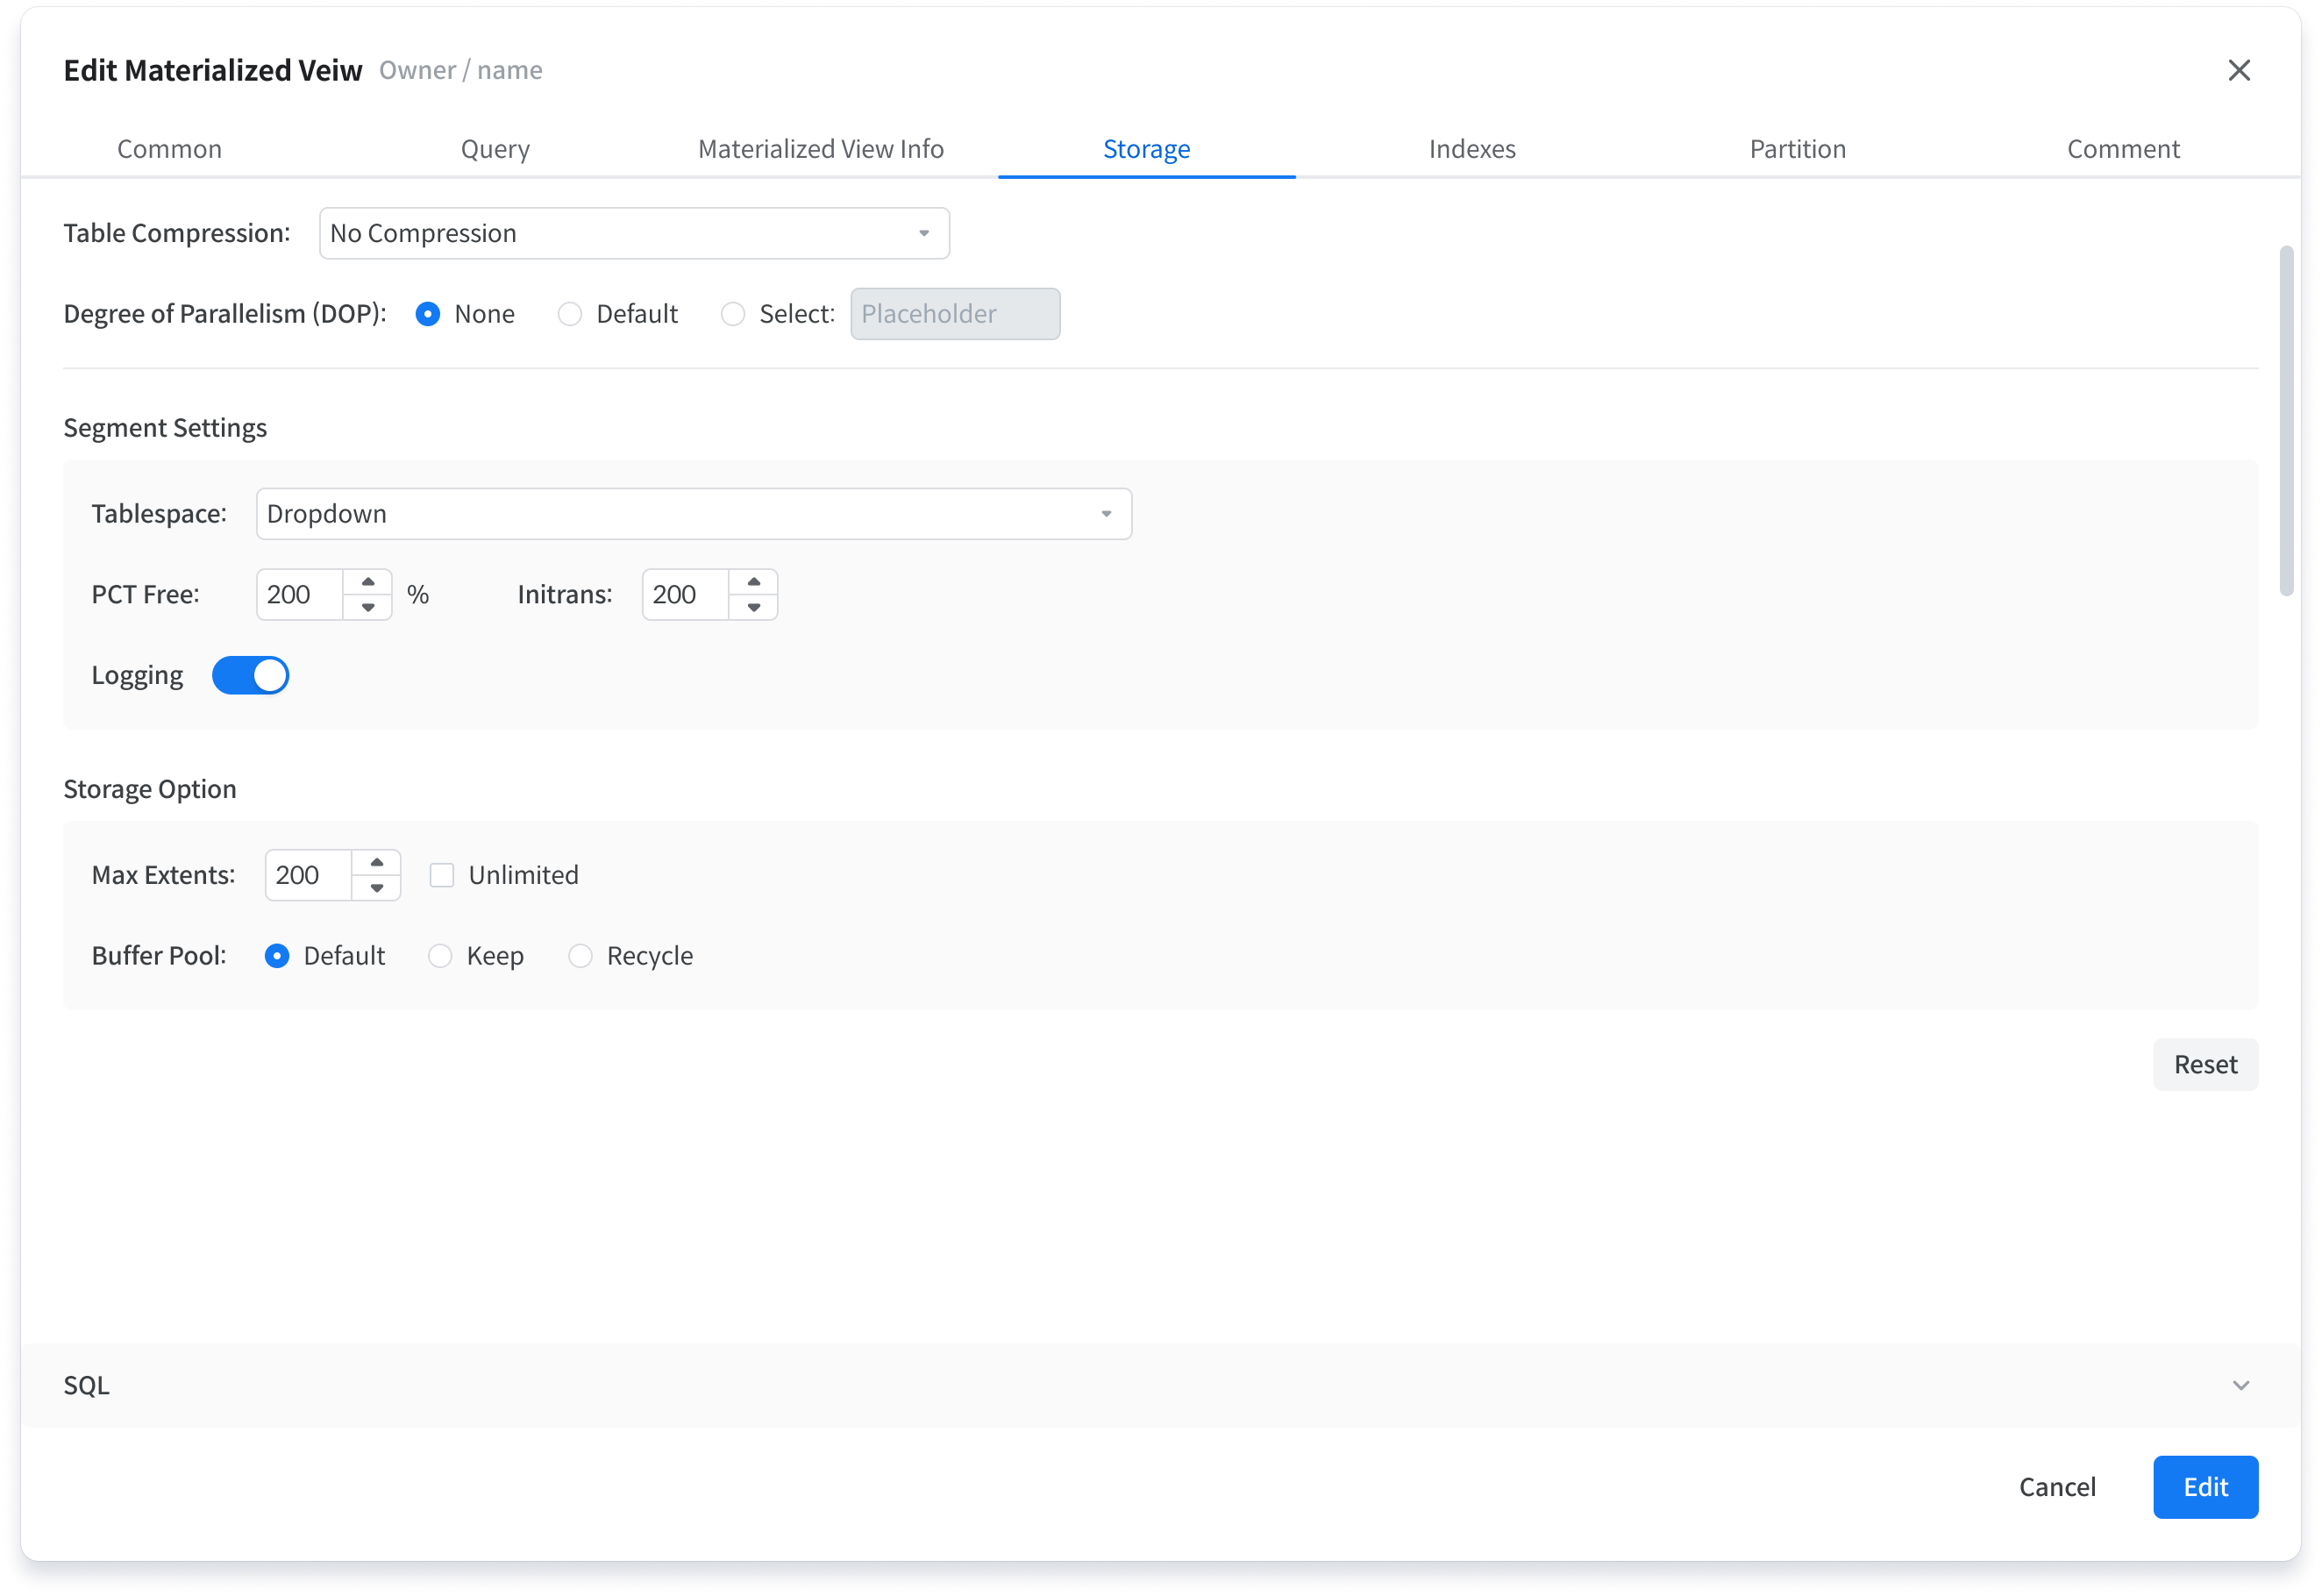 Edit Materialized Veiw Owner / name
Common Query Materialized View Info Storage Indexes Partition Comment
Table Compression: No Compression
Degree of Parallelism (DOP): None Default Select: Placeholder
Segment Settings
Tablespace: Dropdown
PCT Free: 200 % Initrans: 200
Logging
Storage Option
Max Extents: 200 Unlimited
Buffer Pool: Default Keep Recycle
Reset
SQL
Cancel Edit